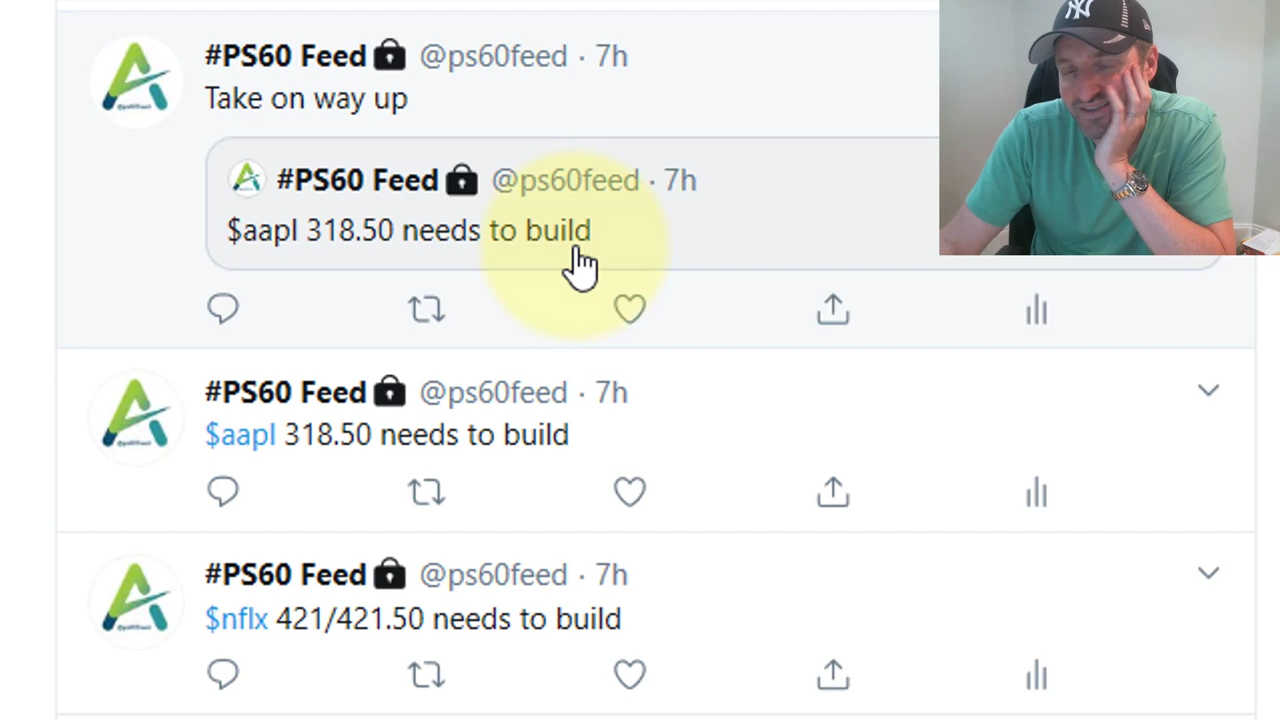 #PS60 Feed @ps60feed · 7h
Take on way up
#PS60 Feed @ps60feed · 7h
$aapl 318.50 needs to build
#PS60 Feed @ps60feed · 7h
$aapl 318.50 needs to build
#PS60 Feed @ps60feed · 7h
$nflx 421/421.50 needs to build